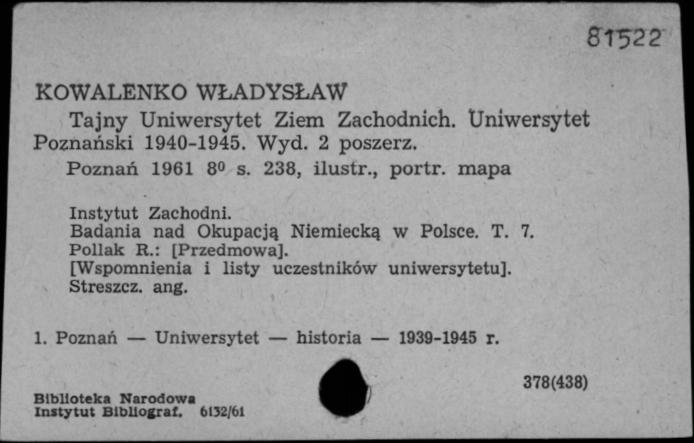 81522
KOWALENKO WŁADYSŁAW
Tajny Uniwersytet Ziem Zachodnich. Uniwersytet
Poznański 1940-1945. Wyd. 2 poszerz.
Poznań 1961 8⁰ s. 238, ilustr., portr. mapa
Instytut Zachodni.
Badania nad Okupacją Niemiecką w Polsce. T. 7.
Pollak R.: [Przedmowa].
[Wspomnienia i listy uczestników uniwersytetu].
Streszcz. ang.
1. Poznań — Uniwersytet — historia — 1939-1945 r.
378(438)
Biblioteka Narodowa
Instytut Bibliograf. 6132/61